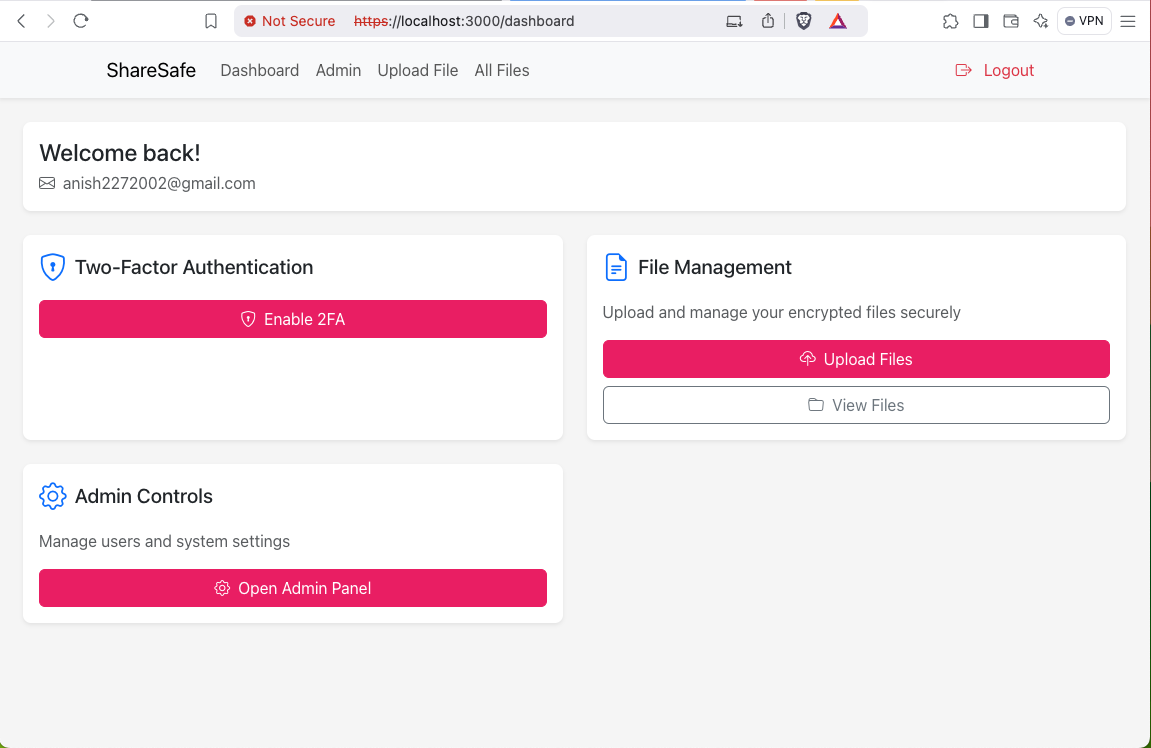 Not Secure https://localhost:3000/dashboard VPN
ShareSafe Dashboard Admin Upload File All Files Logout
Welcome back!
anish2272002@gmail.com
Two-Factor Authentication
Enable 2FA
File Management
Upload and manage your encrypted files securely
Upload Files
View Files
Admin Controls
Manage users and system settings
Open Admin Panel